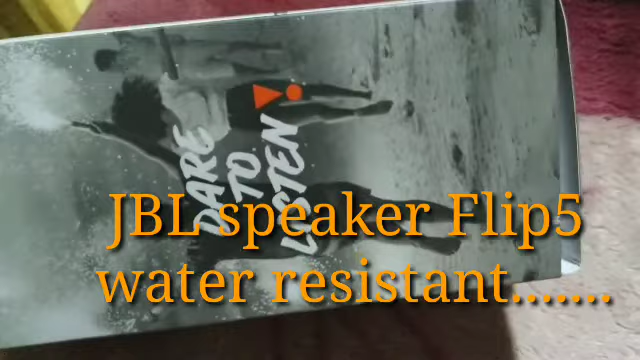 DARE
TO
LISTEN
JBL speaker Flip5
water resistant.......